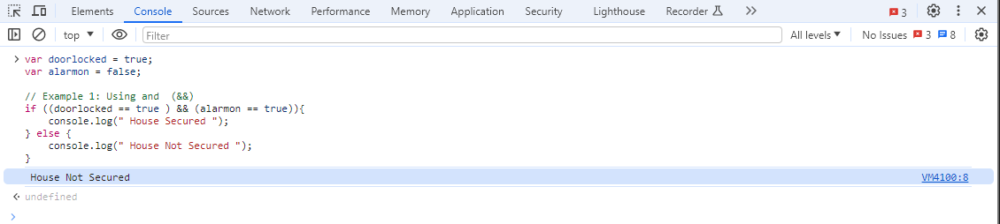 Elements Console Sources Network Performance Memory Application Security Lighthouse Recorder 3
top Filter All levels No Issues 3 8
var doorlocked = true;
var alarmon = false;
// Example 1: Using and  (&&)
if ((doorlocked == true ) && (alarmon == true)){
    console.log(" House Secured ");
} else {
    console.log(" House Not Secured ");
}
House Not Secured VM4100:8
undefined